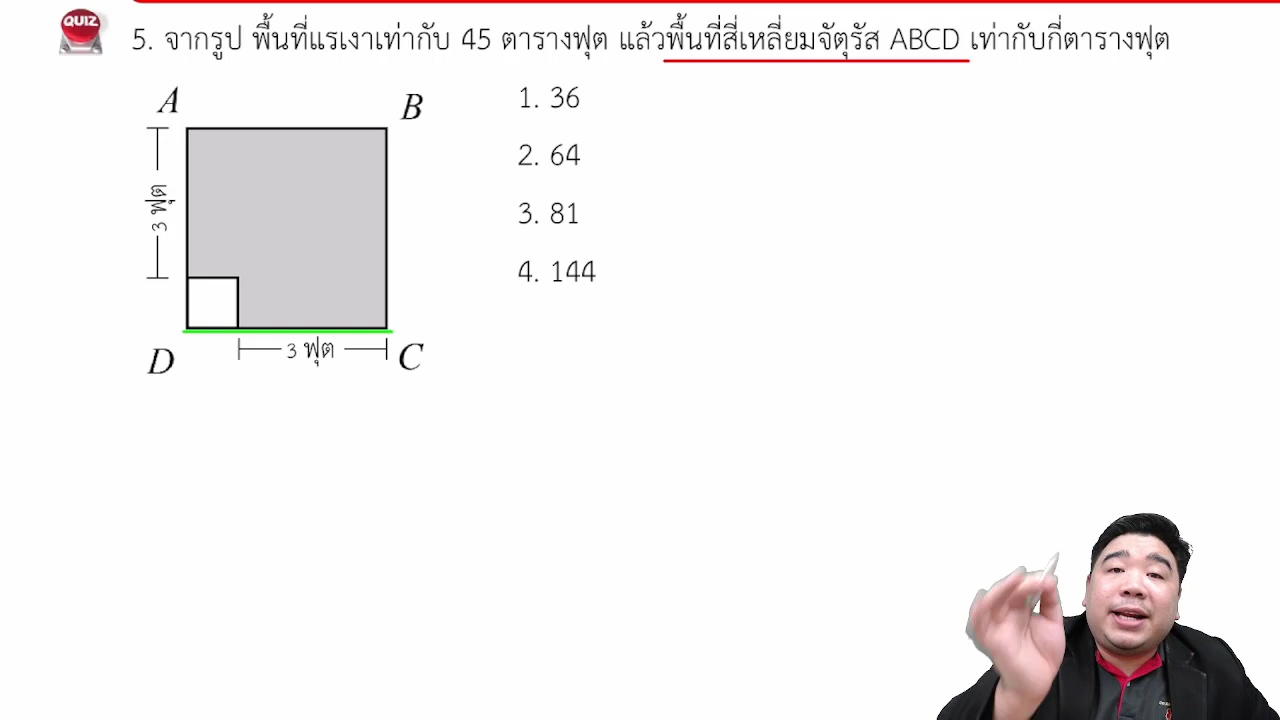 QUIZ
5. จากรูป พื้นที่แรเงาเท่ากับ 45 ตารางฟุต แล้วพื้นที่สี่เหลี่ยมจัตุรัส ABCD เท่ากับกี่ตารางฟุต
A
B
1. 36
2. 64
3. 81
4. 144
3 ฟุต
3 ฟุต
D
C